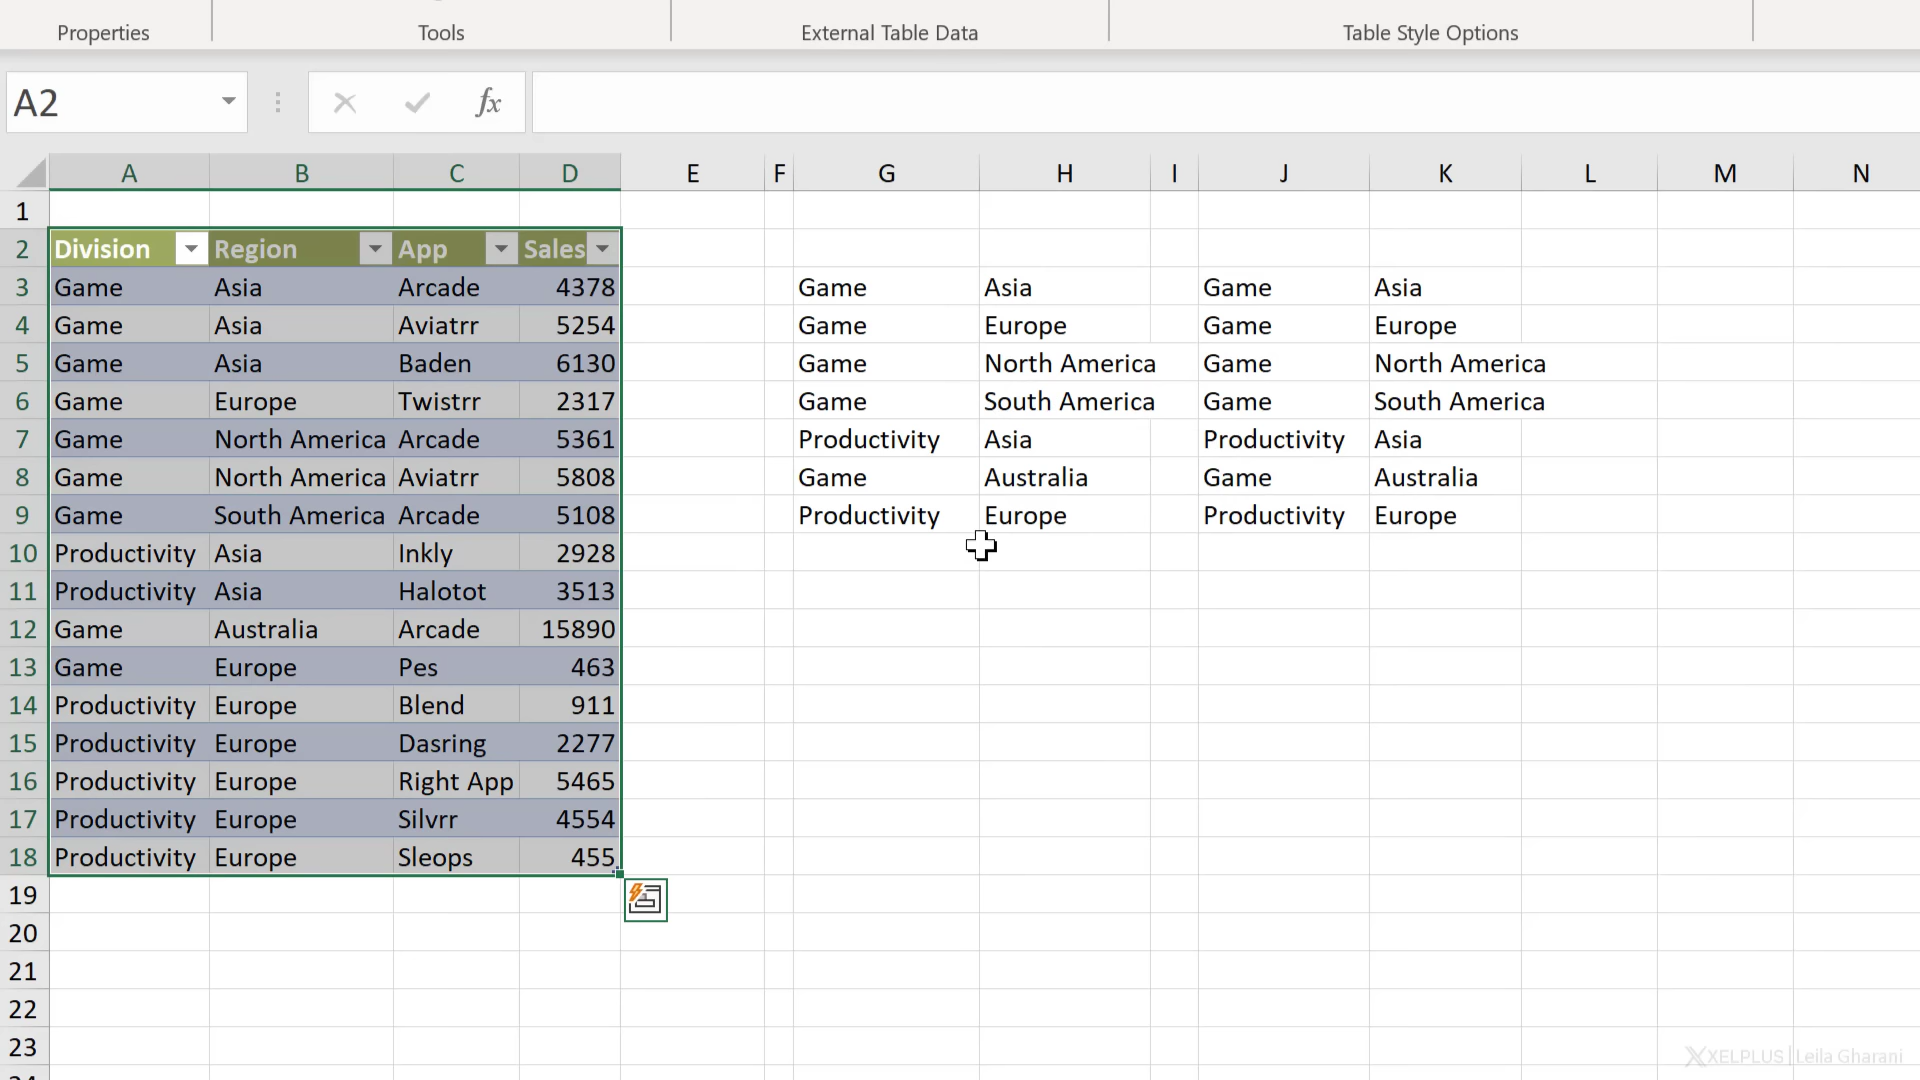 Properties Tools External Table Data Table Style Options
A2 fx
A B C D E F G H I J K L M N
1
2 Division Region App Sales
3 Game Asia Arcade 4378 Game Asia Game Asia
4 Game Asia Aviatrr 5254 Game Europe Game Europe
5 Game Asia Baden 6130 Game North America Game North America
6 Game Europe Twistrr 2317 Game South America Game South America
7 Game North America Arcade 5361 Productivity Asia Productivity Asia
8 Game North America Aviatrr 5808 Game Australia Game Australia
9 Game South America Arcade 5108 Productivity Europe Productivity Europe
10 Productivity Asia Inkly 2928
11 Productivity Asia Halotot 3513
12 Game Australia Arcade 15890
13 Game Europe Pes 463
14 Productivity Europe Blend 911
15 Productivity Europe Dasring 2277
16 Productivity Europe Right App 5465
17 Productivity Europe Silvrr 4554
18 Productivity Europe Sleops 455
19
20
21
22
23
XELPLUS | Leila Gharani